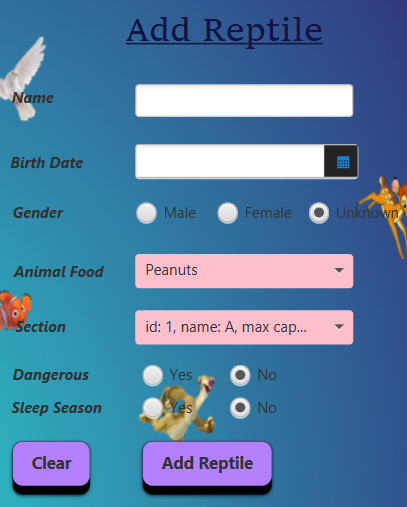 Add Reptile
Name
Birth Date
Gender Male Female Unknown
Animal Food Peanuts
Section id: 1, name: A, max cap...
Dangerous Yes No
Sleep Season Yes No
Clear Add Reptile